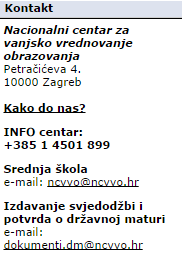 Kontakt
Nacionalni centar za
vanjsko vrednovanje
obrazovanja
Petračićeva 4.
10000 Zagreb
Kako do nas?
INFO centar:
+385 1 4501 899
Srednja škola
e-mail: ncvvo@ncvvo.hr
Izdavanje svjedodžbi i
potvrda o državnoj maturi
e-mail:
dokumenti.dm@ncvvo.hr